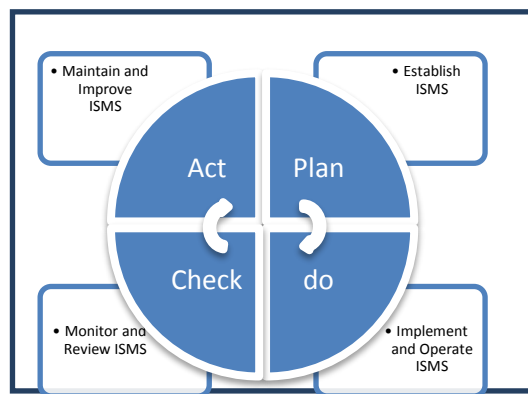 • Maintain and
Improve
ISMS
• Establish
ISMS
Act
Plan
Check
do
• Monitor and
Review ISMS
• Implement
and Operate
ISMS